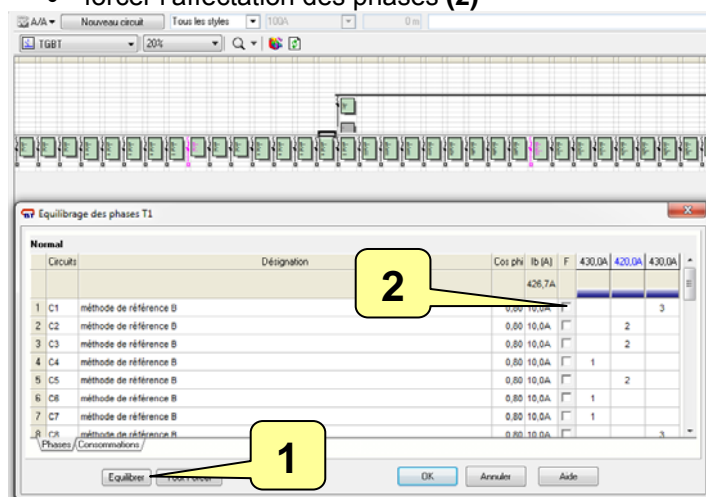 • forcer l'affectation des phases (2)
A/A Nouveau circuit Tous les styles 100A 0 m
TGBT 20%
Equilibrage des phases T1
Normal
Circuits Désignation Cos phi Ib (A) F 430,0A 420,0A 430,0A
426,7A
1 C1 méthode de référence B 0,80 10,0A 3
2 C2 méthode de référence B 0,80 10,0A 2
3 C3 méthode de référence B 0,80 10,0A 2
4 C4 méthode de référence B 0,80 10,0A 1
5 C5 méthode de référence B 0,80 10,0A 2
6 C6 méthode de référence B 0,80 10,0A 1
7 C7 méthode de référence B 0,80 10,0A 1
8 C8 méthode de référence B 0,80 10,0A 3
Phases Consommations
Equilibrer Tout Forcer OK Annuler Aide
2
1